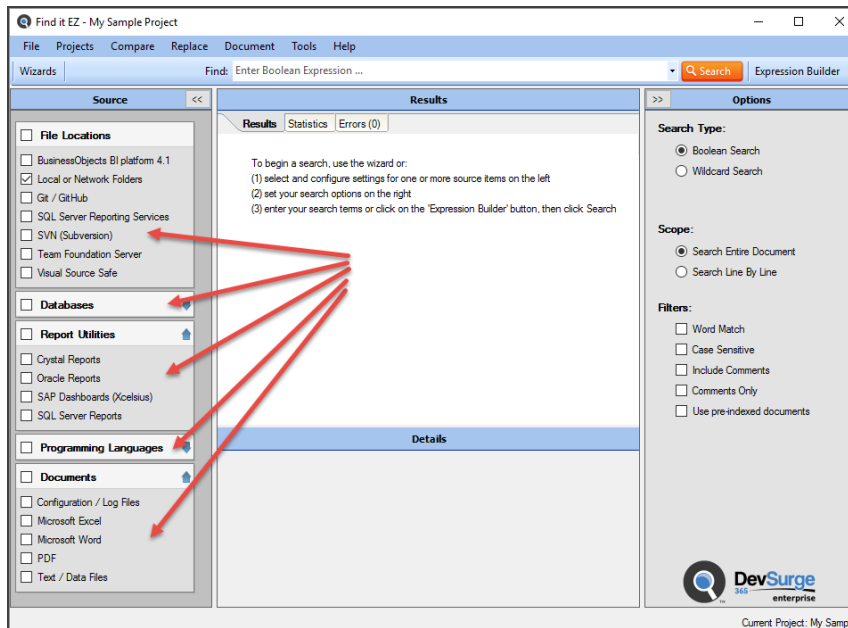 Find it EZ - My Sample Project
File Projects Compare Replace Document Tools Help
Wizards Find: Enter Boolean Expression ... Search Expression Builder
Source <<
File Locations
BusinessObjects BI platform 4.1
Local or Network Folders
Git / GitHub
SQL Server Reporting Services
SVN (Subversion)
Team Foundation Server
Visual Source Safe
Databases
Report Utilities
Crystal Reports
Oracle Reports
SAP Dashboards (Xcelsius)
SQL Server Reports
Programming Languages
Documents
Configuration / Log Files
Microsoft Excel
Microsoft Word
PDF
Text / Data Files
Results
Results Statistics Errors (0)
To begin a search, use the wizard or:
(1) select and configure settings for one or more source items on the left
(2) set your search options on the right
(3) enter your search terms or click on the 'Expression Builder' button, then click Search
Details
>> Options
Search Type:
Boolean Search
Wildcard Search
Scope:
Search Entire Document
Search Line By Line
Filters:
Word Match
Case Sensitive
Include Comments
Comments Only
Use pre-indexed documents
DevSurge
365
enterprise
Current Project: My Samp